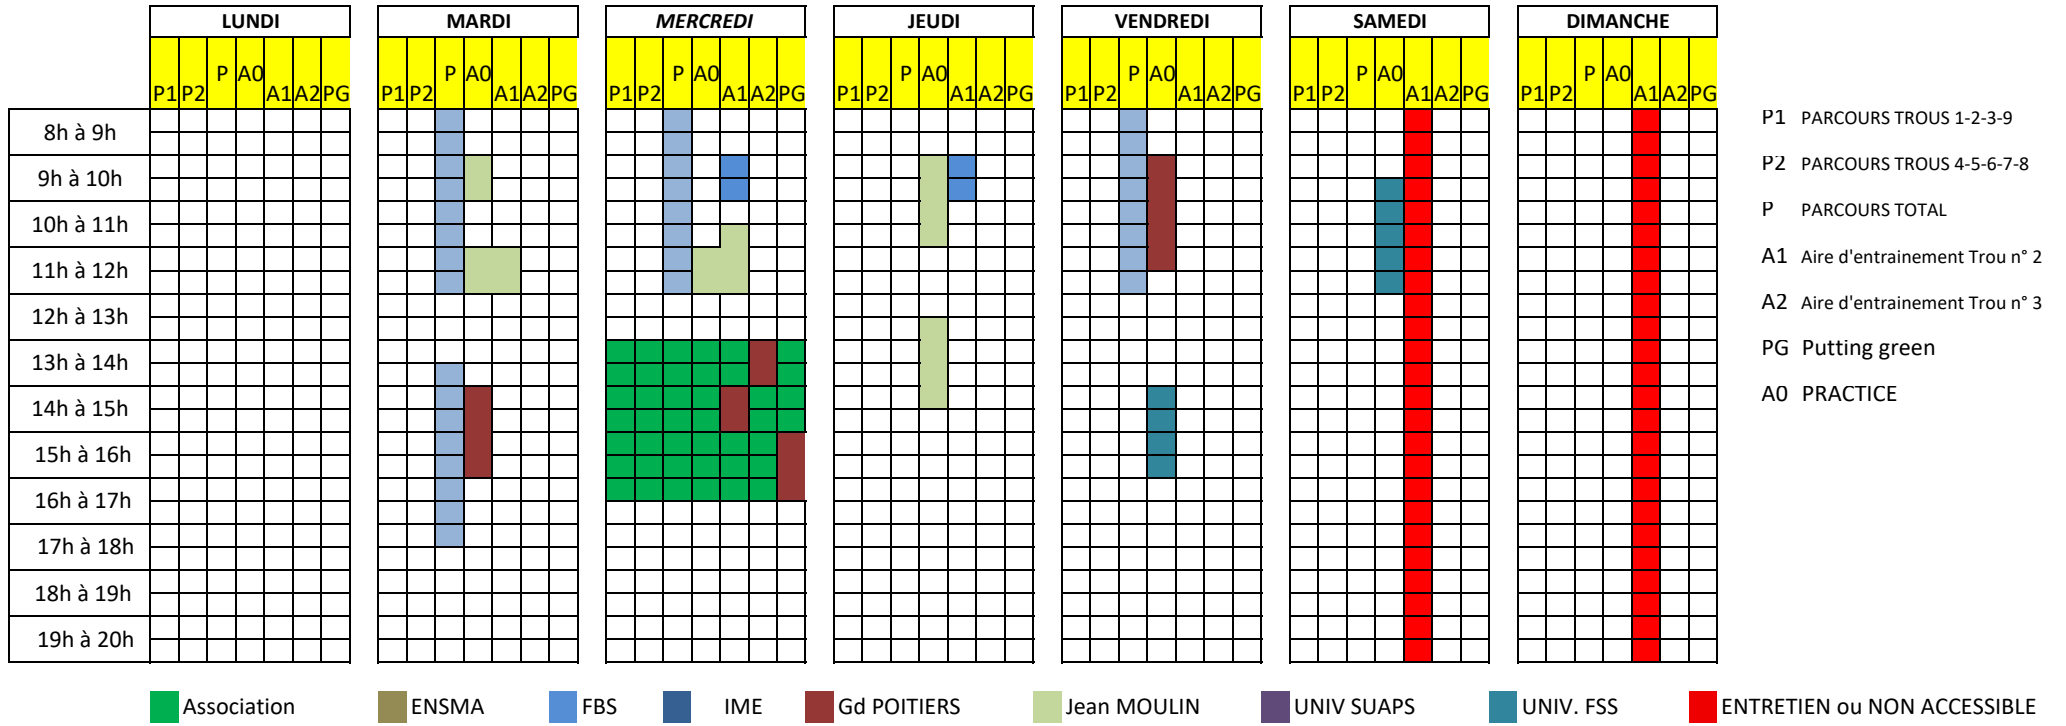 LUNDI MARDI MERCREDI JEUDI VENDREDI SAMEDI DIMANCHE
P1 P2 P A0 A1 A2 PG P1 P2 P A0 A1 A2 PG P1 P2 P A0 A1 A2 PG P1 P2 P A0 A1 A2 PG P1 P2 P A0 A1 A2 PG P1 P2 P A0 A1 A2 PG P1 P2 P A0 A1 A2 PG
8h à 9h
9h à 10h
10h à 11h
11h à 12h
12h à 13h
13h à 14h
14h à 15h
15h à 16h
16h à 17h
17h à 18h
18h à 19h
19h à 20h
P1 PARCOURS TROUS 1-2-3-9
P2 PARCOURS TROUS 4-5-6-7-8
P PARCOURS TOTAL
A1 Aire d'entrainement Trou n° 2
A2 Aire d'entrainement Trou n° 3
PG Putting green
A0 PRACTICE
Association ENSMA FBS IME Gd POITIERS Jean MOULIN UNIV SUAPS UNIV. FSS ENTRETIEN ou NON ACCESSIBLE